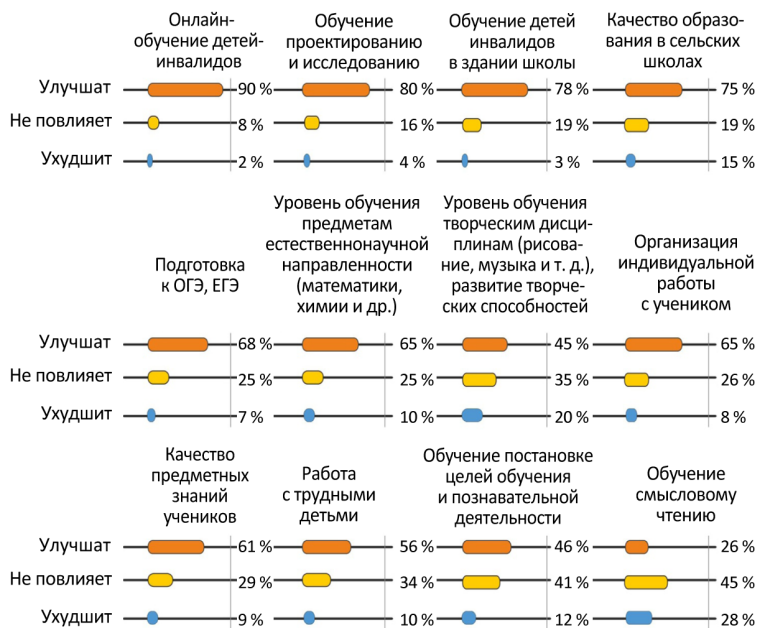 Онлайн-
обучение детей-
инвалидов
Обучение
проектированию
и исследованию
Обучение детей
инвалидов
в здании школы
Качество образо-
вания в сельских
школах
Улучшат 90 % 80 % 78 % 75 %
Не повлияет 8 % 16 % 19 % 19 %
Ухудшит 2 % 4 % 3 % 15 %
Подготовка
к ОГЭ, ЕГЭ
Уровень обучения
предметам
естественнонаучной
направленности
(математики,
химии и др.)
Уровень обучения
творческим дисци-
плинам (рисова-
ние, музыка и т. д.),
развитие творче-
ских способностей
Организация
индивидуальной
работы
с учеником
Улучшат 68 % 65 % 45 % 65 %
Не повлияет 25 % 25 % 35 % 26 %
Ухудшит 7 % 10 % 20 % 8 %
Качество
предметных
знаний
учеников
Работа
с трудными
детьми
Обучение постановке
целей обучения
и познавательной
деятельности
Обучение
смысловому
чтению
Улучшат 61 % 56 % 46 % 26 %
Не повлияет 29 % 34 % 41 % 45 %
Ухудшит 9 % 10 % 12 % 28 %